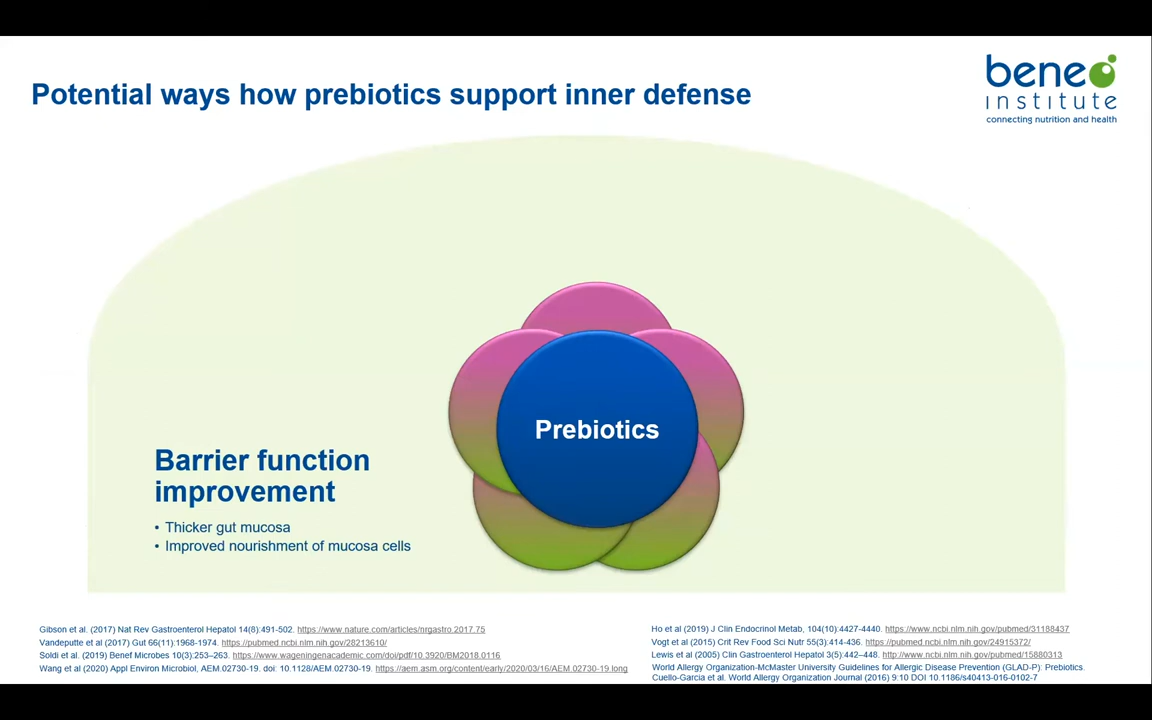 Potential ways how prebiotics support inner defense
beneo
institute
connecting nutrition and health
Prebiotics
Barrier function
improvement
• Thicker gut mucosa
• Improved nourishment of mucosa cells
Gibson et al. (2017) Nat Rev Gastroenterol Hepatol 14(8):491-502. https://www.nature.com/articles/nrgastro.2017.75
Vandeputte et al (2017) Gut 66(11):1968-1974. https://pubmed.ncbi.nlm.nih.gov/28213610/
Soldi et al. (2019) Benef Microbes 10(3):253–263. https://www.wageningenacademic.com/doi/pdf/10.3920/BM2018.0116
Wang et al (2020) Appl Environ Microbiol, AEM.02730-19. doi: 10.1128/AEM.02730-19. https://aem.asm.org/content/early/2020/03/16/AEM.02730-19.long
Ho et al (2019) J Clin Endocrinol Metab, 104(10):4427-4440. https://www.ncbi.nlm.nih.gov/pubmed/31188437
Vogt et al (2015) Crit Rev Food Sci Nutr 55(3):414-436. https://pubmed.ncbi.nlm.nih.gov/24915372/
Lewis et al (2005) Clin Gastroenterol Hepatol 3(5):442–448. http://www.ncbi.nlm.nih.gov/pubmed/15880313
World Allergy Organization-McMaster University Guidelines for Allergic Disease Prevention (GLAD-P): Prebiotics.
Cuello-Garcia et al. World Allergy Organization Journal (2016) 9:10 DOI 10.1186/s40413-016-0102-7